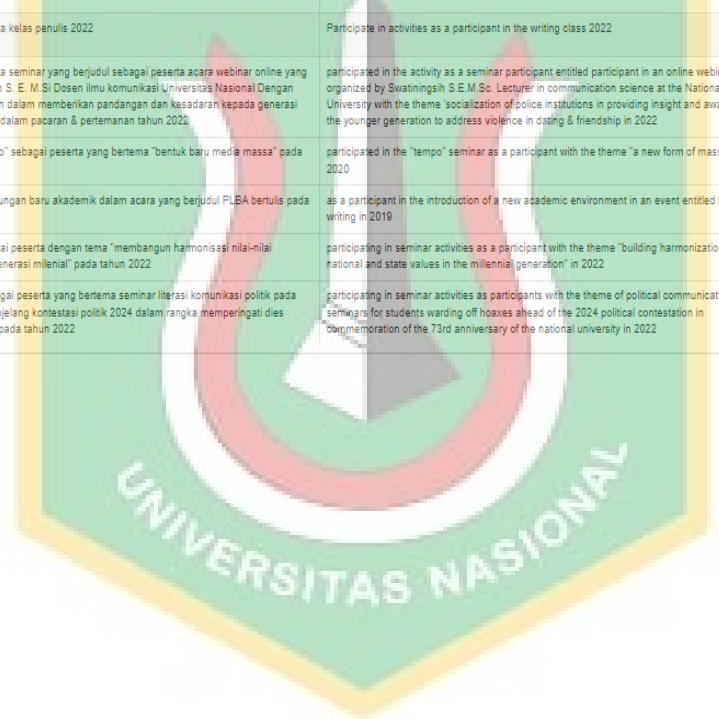 a kelas penulis 2022
Participate in activities as a participant in the writing class 2022
a seminar yang berjudul sebagai peserta acara webinar online yang
S. E. M.Si Dosen ilmu komunikasi Universitas Nasional Dengan
dalam memberikan pandangan dan kesadaran kepada generasi
dalam pacaran & pertemanan tahun 2022
participated in the activity as a seminar participant entitled participant in an online webi
organized by Swatiningsih S.E.M.Sc. Lecturer in communication science at the Nationa
University with the theme 'socialization of police institutions in providing insight and awa
the younger generation to address violence in dating & friendship in 2022
o" sebagai peserta yang bertema "bentuk baru media massa" pada
participated in the "tempo" seminar as a participant with the theme "a new form of mass
2020
ungan baru akademik dalam acara yang berjudul PLBA bertulis pada
as a participant in the introduction of a new academic environment in an event entitled
writing in 2019
ai peserta dengan tema "membangun harmonisasi nilai-nilai
enerasi milenial" pada tahun 2022
participating in seminar activities as a participant with the theme "building harmonizatio
national and state values in the millennial generation" in 2022
gai peserta yang bertema seminar literasi komunikasi politik pada
jelang kontestasi politik 2024 dalam rangka memperingati dies
pada tahun 2022
participating in seminar activities as participants with the theme of political communicat
seminars for students warding off hoaxes ahead of the 2024 political contestation in
commemoration of the 73rd anniversary of the national university in 2022
UNIVERSITAS NASIONAL